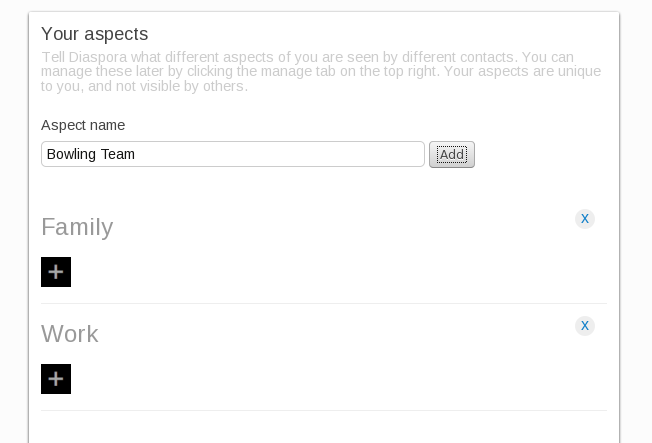 Your aspects
Tell Diaspora what different aspects of you are seen by different contacts. You can
manage these later by clicking the manage tab on the top right. Your aspects are unique
to you, and not visible by others.
Aspect name
Bowling Team Add
Family X
+
Work X
+